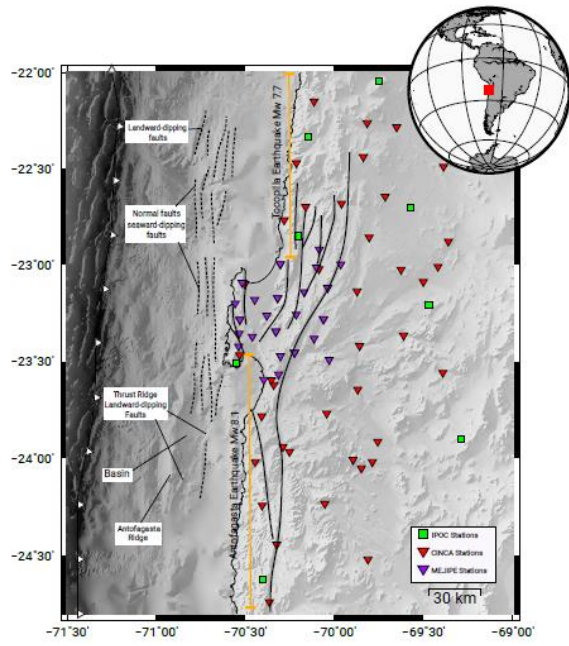 −22°00'
−22°30'
−23°00'
−23°30'
−24°00'
−24°30'
Landward-dipping
faults
Normal faults
seaward-dipping
faults
Thrust Ridge
Landward-dipping
Faults
Basin
Antofagasta
Ridge
Tocopilla Earthquake Mw 7.7
Antofagasta Earthquake Mw 8.1
IPOC Stations
CINCA Stations
MEJIPE Stations
30 km
−71°30'
−71°00'
−70°30'
−70°00'
−69°30'
−69°00'